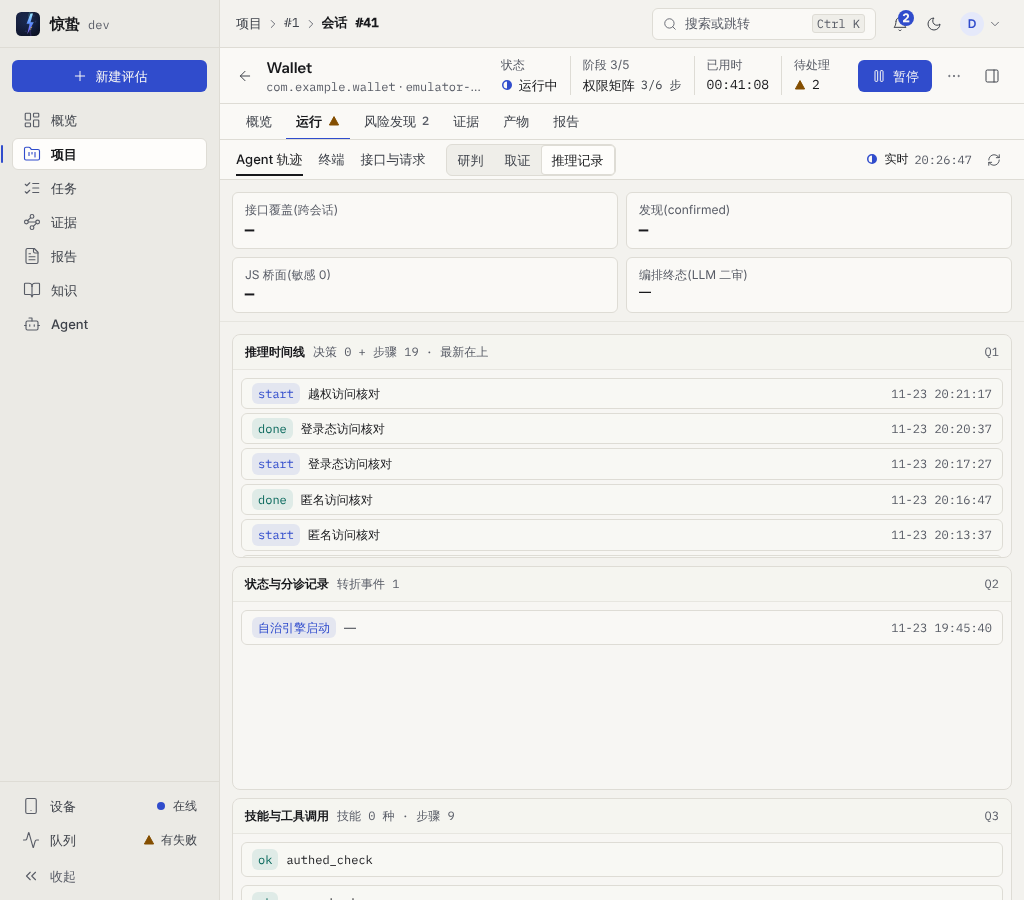 惊蛰 dev
项目 #1 会话 #41
搜索或跳转 Ctrl K
2
D
新建评估
概览
项目
任务
证据
报告
知识
Agent
设备 在线
队列 有失败
收起
Wallet
com.example.wallet · emulator-…
状态
运行中
阶段 3/5
权限矩阵 3/6 步
已用时
00:41:08
待处理
2
暂停
概览 运行 风险发现 2 证据 产物 报告
Agent 轨迹 终端 接口与请求 研判 取证 推理记录 实时 20:26:47
接口覆盖(跨会话)
—
发现(confirmed)
—
JS 桥面(敏感 0)
—
编排终态(LLM 二审)
—
推理时间线 决策 0 + 步骤 19 · 最新在上 Q1
start 越权访问核对 11-23 20:21:17
done 登录态访问核对 11-23 20:20:37
start 登录态访问核对 11-23 20:17:27
done 匿名访问核对 11-23 20:16:47
start 匿名访问核对 11-23 20:13:37
状态与分诊记录 转折事件 1 Q2
自治引擎启动 — 11-23 19:45:40
技能与工具调用 技能 0 种 · 步骤 9 Q3
ok authed_check